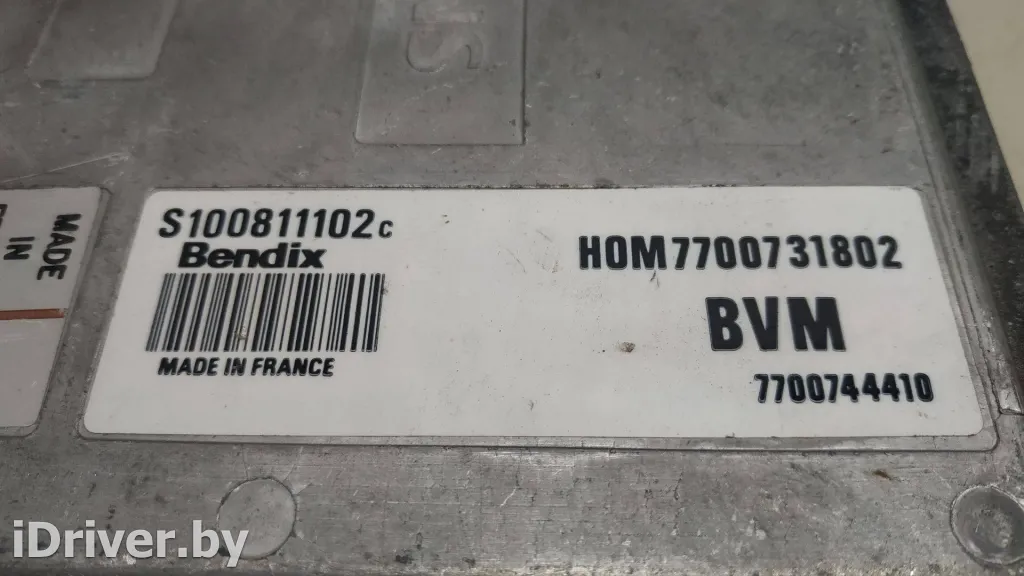 MADE
IN
S100811102c
Bendix
MADE IN FRANCE
HOM7700731802
BVM
7700744410
iDriver.by